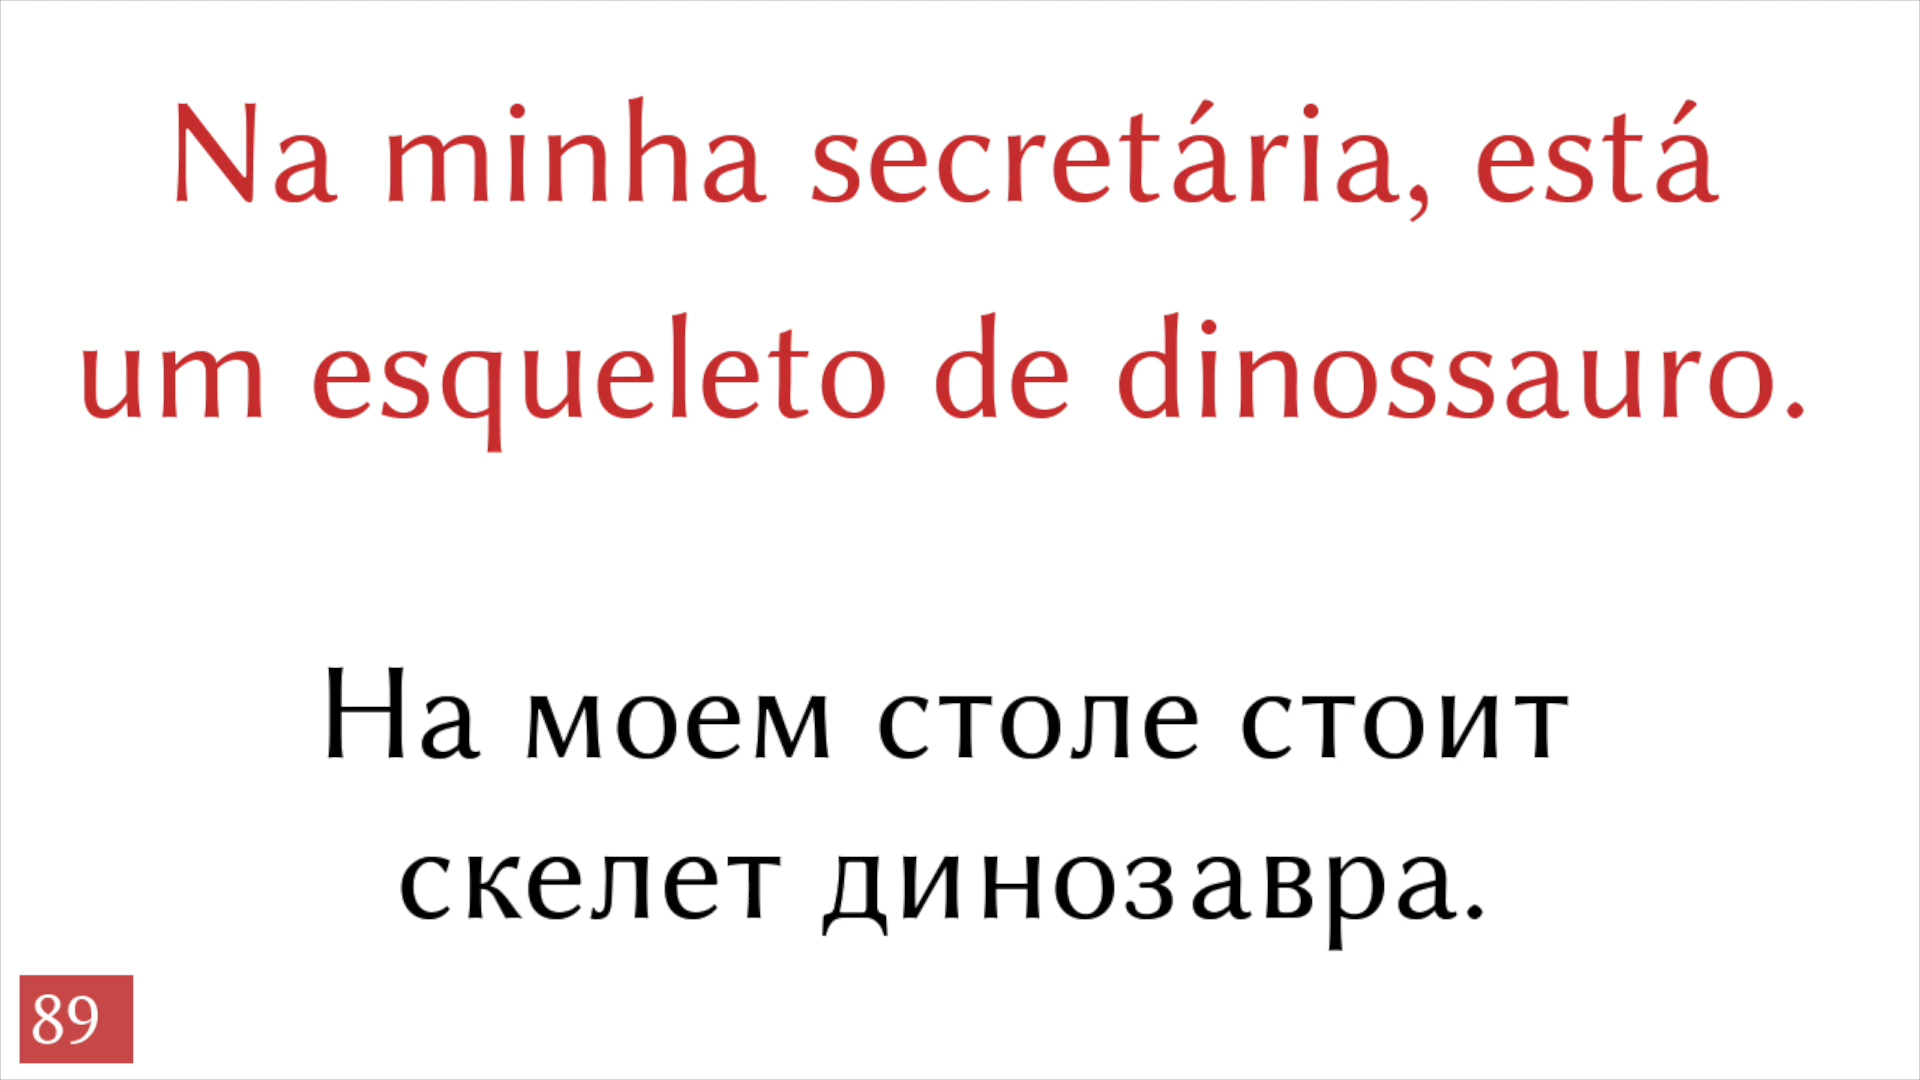 Na minha secretária, está
um esqueleto de dinossauro.
На моем столе стоит
скелет динозавра.
89